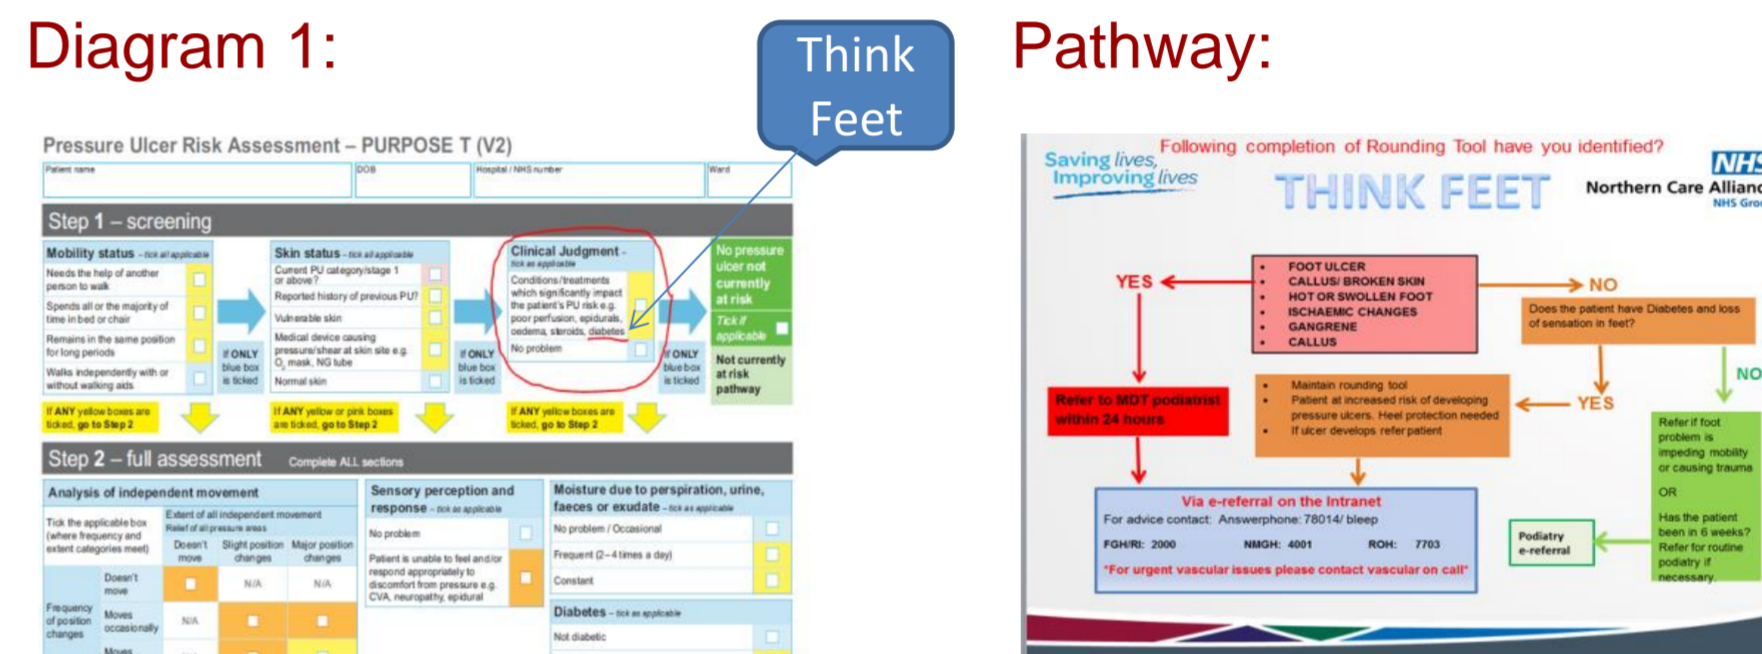 Diagram 1:
Think
Feet
Pressure Ulcer Risk Assessment – PURPOSE T (V2)
Patient name
DOB
Hospital / NHS number
Ward
Step 1 – screening
Mobility status – tick all applicable
Needs the help of another
person to walk
Spends all or the majority of
time in bed or chair
Remains in the same position
for long periods
Walks independently with or
without walking aids
If ONLY
blue box
is ticked
Skin status – tick all applicable
Current PU category/stage 1
or above?
Reported history of previous PU?
Vulnerable skin
Medical device causing
pressure/shear at skin site e.g.
O2 mask, NG tube
Normal skin
If ONLY
blue box
is ticked
Clinical Judgment –
tick as applicable
Conditions/treatments
which significantly impact
the patient's PU risk e.g.
poor perfusion, epidurals,
oedema, steroids, diabetes
No problem
If ONLY
blue box
is ticked
No pressure
ulcer not
currently
at risk
Tick if
applicable
Not currently
at risk
pathway
If ANY yellow boxes are
ticked, go to Step 2
If ANY yellow or pink boxes
are ticked, go to Step 2
If ANY yellow boxes are
ticked, go to Step 2
Step 2 – full assessment Complete ALL sections
Analysis of independent movement
Tick the applicable box
(where frequency and
extent categories meet)
Extent of all independent movement
Relief of all pressure areas
Doesn't
move
Slight position
changes
Major position
changes
Frequency
of position
changes
Doesn't
move
N/A
N/A
Moves
occasionally
N/A
Moves
Sensory perception and
response – tick as applicable
No problem
Patient is unable to feel and/or
respond appropriately to
discomfort from pressure e.g.
CVA, neuropathy, epidural
Moisture due to perspiration, urine,
faeces or exudate – tick as applicable
No problem / Occasional
Frequent (2–4 times a day)
Constant
Diabetes – tick as applicable
Not diabetic
Pathway:
Following completion of Rounding Tool have you identified?
Saving lives,
Improving lives
THINK FEET
NHS
Northern Care Allianc
NHS Gro
YES
• FOOT ULCER
• CALLUS/ BROKEN SKIN
• HOT OR SWOLLEN FOOT
• ISCHAEMIC CHANGES
• GANGRENE
• CALLUS
NO
Does the patient have Diabetes and loss
of sensation in feet?
NO
YES
Refer to MDT podiatrist
within 24 hours
• Maintain rounding tool
• Patient at increased risk of developing
pressure ulcers. Heel protection needed
• If ulcer develops refer patient
Refer if foot
problem is
impeding mobility
or causing trauma
OR
Has the patient
been in 6 weeks?
Refer for routine
podiatry if
necessary.
Podiatry
e-referral
Via e-referral on the Intranet
For advice contact: Answerphone: 78014/ bleep
FGH/RI: 2000 NMGH: 4001 ROH: 7703
*For urgent vascular issues please contact vascular on call*